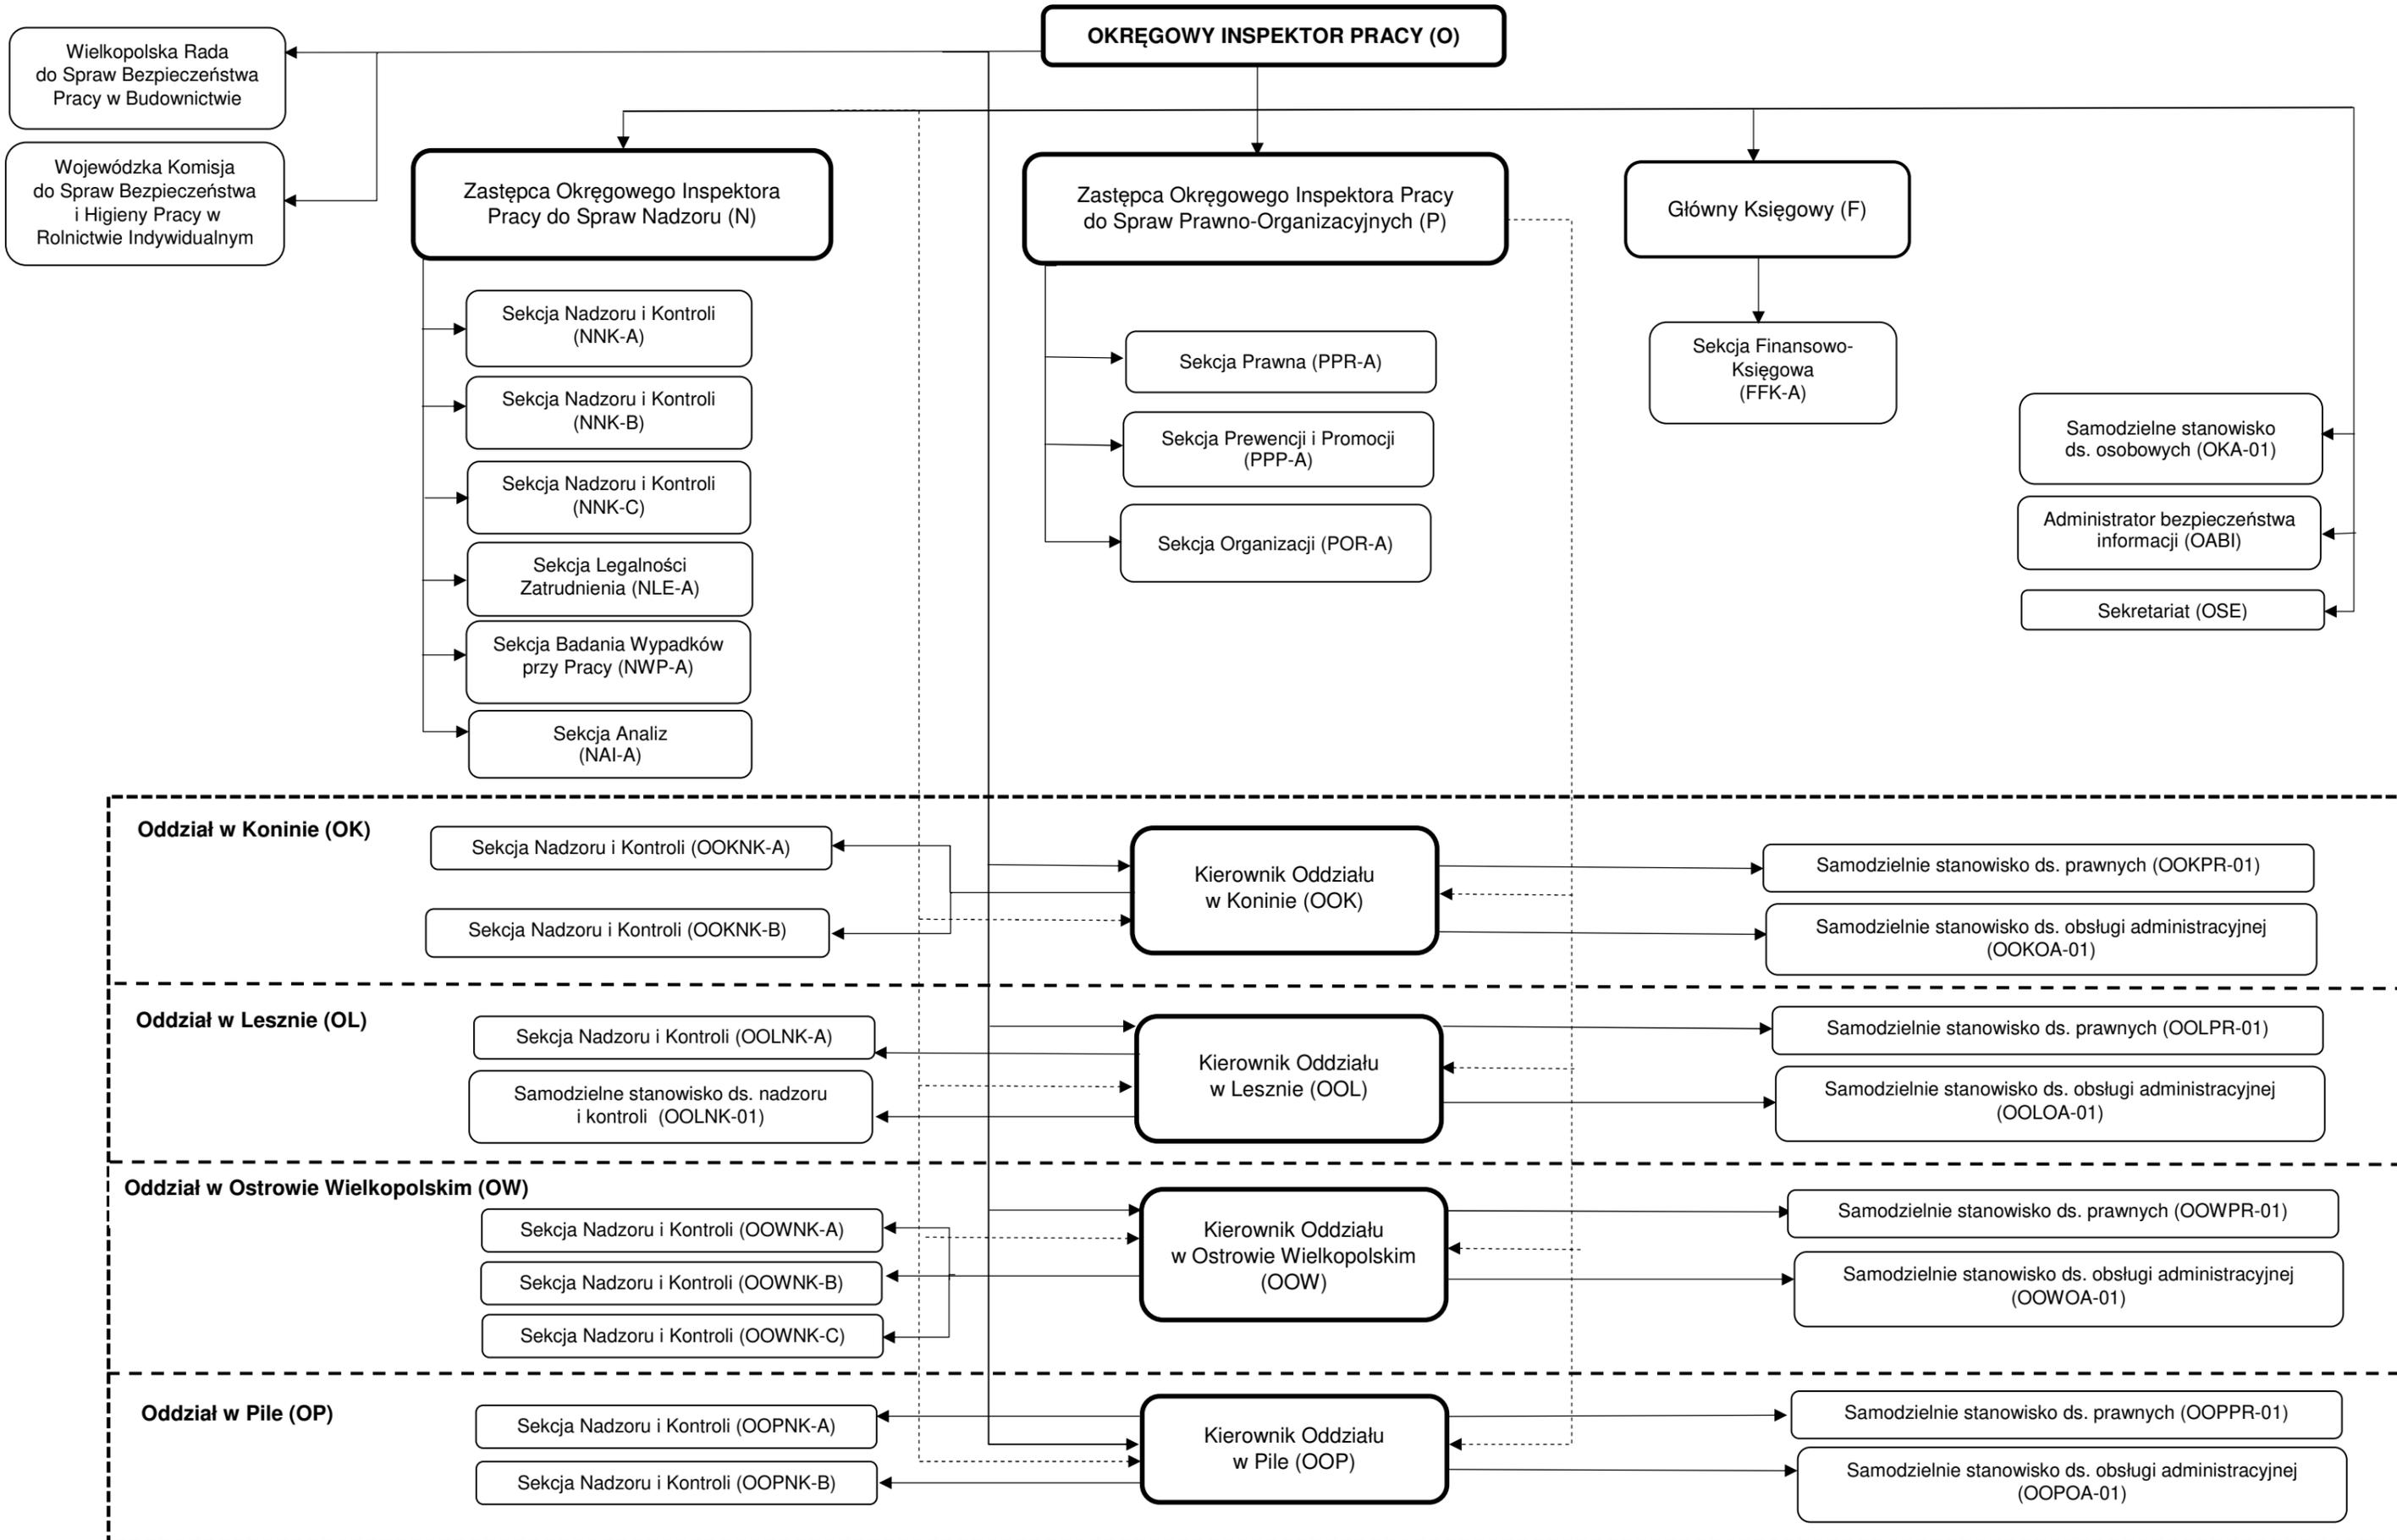 OKRĘGOWY INSPEKTOR PRACY (O)
Wielkopolska Rada
do Spraw Bezpieczeństwa
Pracy w Budownictwie
Wojewódzka Komisja
do Spraw Bezpieczeństwa
i Higieny Pracy w
Rolnictwie Indywidualnym
Zastępca Okręgowego Inspektora
Pracy do Spraw Nadzoru (N)
Zastępca Okręgowego Inspektora Pracy
do Spraw Prawno-Organizacyjnych (P)
Główny Księgowy (F)
Sekcja Nadzoru i Kontroli
(NNK-A)
Sekcja Nadzoru i Kontroli
(NNK-B)
Sekcja Nadzoru i Kontroli
(NNK-C)
Sekcja Legalności
Zatrudnienia (NLE-A)
Sekcja Badania Wypadków
przy Pracy (NWP-A)
Sekcja Analiz
(NAI-A)
Sekcja Prawna (PPR-A)
Sekcja Prewencji i Promocji
(PPP-A)
Sekcja Organizacji (POR-A)
Sekcja Finansowo-
Księgowa
(FFK-A)
Samodzielne stanowisko
ds. osobowych (OKA-01)
Administrator bezpieczeństwa
informacji (OABI)
Sekretariat (OSE)
Oddział w Koninie (OK)
Sekcja Nadzoru i Kontroli (OOKNK-A)
Sekcja Nadzoru i Kontroli (OOKNK-B)
Kierownik Oddziału
w Koninie (OOK)
Samodzielnie stanowisko ds. prawnych (OOKPR-01)
Samodzielnie stanowisko ds. obsługi administracyjnej
(OOKOA-01)
Oddział w Lesznie (OL)
Sekcja Nadzoru i Kontroli (OOLNK-A)
Samodzielne stanowisko ds. nadzoru
i kontroli (OOLNK-01)
Kierownik Oddziału
w Lesznie (OOL)
Samodzielnie stanowisko ds. prawnych (OOLPR-01)
Samodzielnie stanowisko ds. obsługi administracyjnej
(OOLOA-01)
Oddział w Ostrowie Wielkopolskim (OW)
Sekcja Nadzoru i Kontroli (OOWNK-A)
Sekcja Nadzoru i Kontroli (OOWNK-B)
Sekcja Nadzoru i Kontroli (OOWNK-C)
Kierownik Oddziału
w Ostrowie Wielkopolskim
(OOW)
Samodzielnie stanowisko ds. prawnych (OOWPR-01)
Samodzielnie stanowisko ds. obsługi administracyjnej
(OOWOA-01)
Oddział w Pile (OP)
Sekcja Nadzoru i Kontroli (OOPNK-A)
Sekcja Nadzoru i Kontroli (OOPNK-B)
Kierownik Oddziału
w Pile (OOP)
Samodzielnie stanowisko ds. prawnych (OOPPR-01)
Samodzielnie stanowisko ds. obsługi administracyjnej
(OOPOA-01)